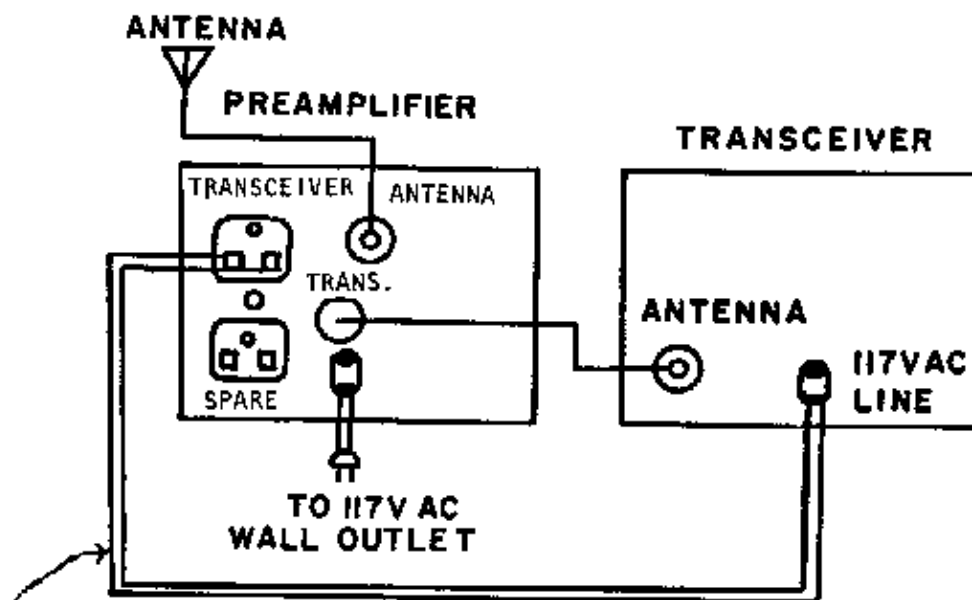 ANTENNA
PREAMPLIFIER
TRANSCEIVER
TRANSCEIVER
ANTENNA
TRANS.
ANTENNA
117VAC
LINE
SPARE
TO 117V AC
WALL OUTLET